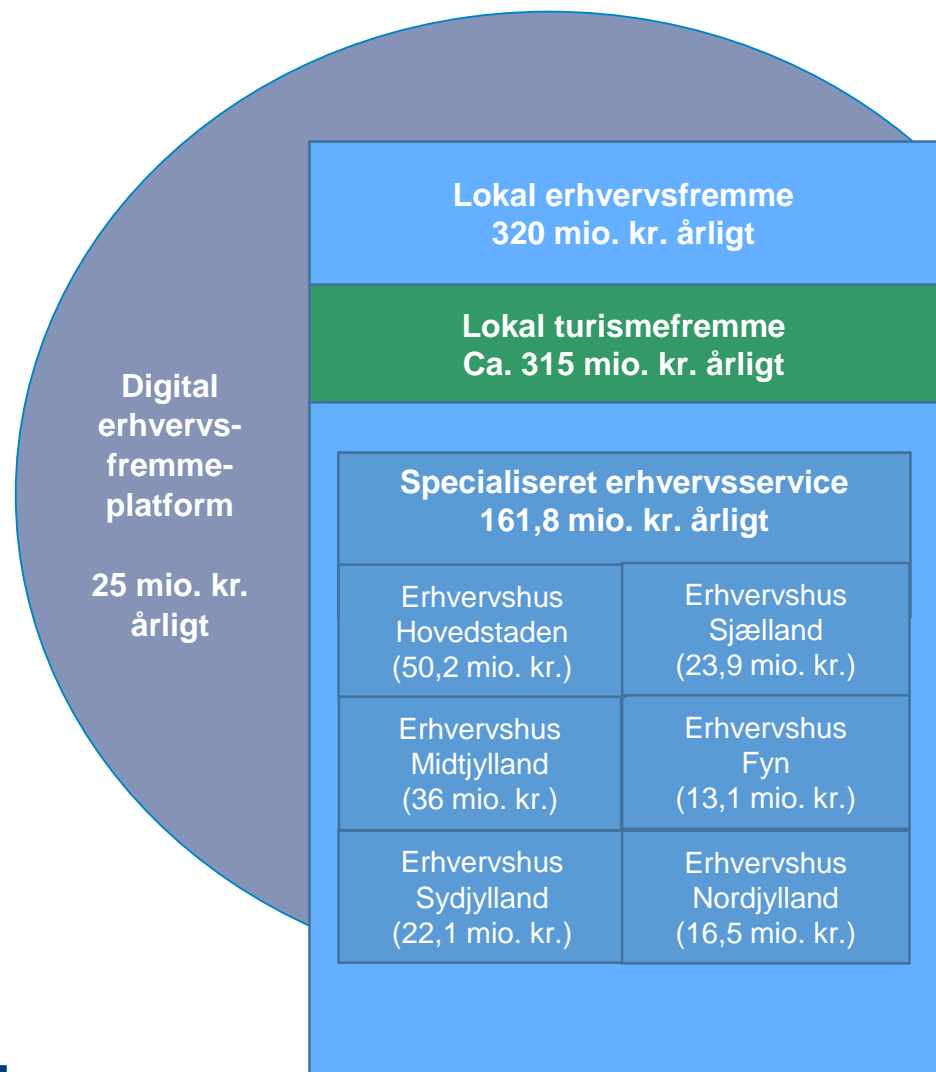 Lokal erhvervsfremme
320 mio. kr. årligt
Lokal turismefremme
Ca. 315 mio. kr. årligt
Digital
erhvervs-
fremme-
platform
25 mio. kr.
årligt
Specialiseret erhvervsservice
161,8 mio. kr. årligt
Erhvervshus
Hovedstaden
(50,2 mio. kr.)
Erhvervshus
Sjælland
(23,9 mio. kr.)
Erhvervshus
Midtjylland
(36 mio. kr.)
Erhvervshus
Fyn
(13,1 mio. kr.)
Erhvervshus
Sydjylland
(22,1 mio. kr.)
Erhvervshus
Nordjylland
(16,5 mio. kr.)